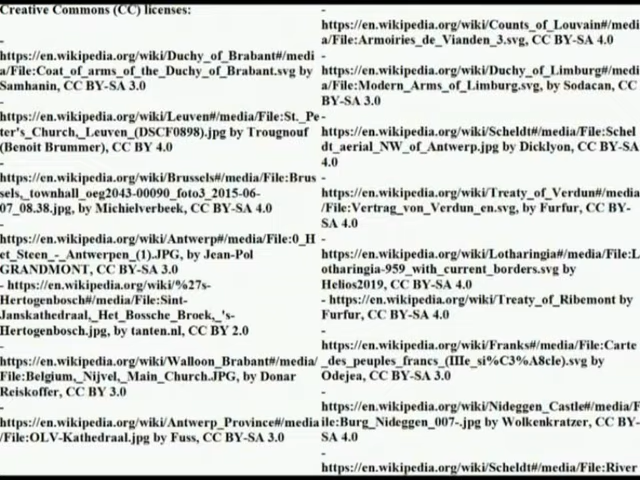 Creative Commons (CC) licenses:
-
https://en.wikipedia.org/wiki/Duchy_of_Brabant#/medi
a/File:Coat_of_arms_of_the_Duchy_of_Brabant.svg by
Samhanin, CC BY-SA 3.0
-
https://en.wikipedia.org/wiki/Leuven#/media/File:St._Pe
ter's_Church,_Leuven_(DSCF0898).jpg by Trougnouf
(Benoit Brummer), CC BY 4.0
-
https://en.wikipedia.org/wiki/Brussels#/media/File:Brus
sels,_townhall_oeg2043-00090_foto3_2015-06-
07_08.38.jpg, by Michielverbeek, CC BY-SA 4.0
-
https://en.wikipedia.org/wiki/Antwerp#/media/File:0_H
et_Steen_-_Antwerpen_(1).JPG, by Jean-Pol
GRANDMONT, CC BY-SA 3.0
- https://en.wikipedia.org/wiki/%27s-
Hertogenbosch#/media/File:Sint-
Janskathedraal,_Het_Bossche_Broek,_'s-
Hertogenbosch.jpg, by tanten.nl, CC BY 2.0
-
https://en.wikipedia.org/wiki/Walloon_Brabant#/media/
File:Belgium,_Nijvel,_Main_Church.JPG, by Donar
Reiskoffer, CC BY 3.0
-
https://en.wikipedia.org/wiki/Antwerp_Province#/media
/File:OLV-Kathedraal.jpg by Fuss, CC BY-SA 3.0
-
https://en.wikipedia.org/wiki/Counts_of_Louvain#/medi
a/File:Armoiries_de_Vianden_3.svg, CC BY-SA 4.0
-
https://en.wikipedia.org/wiki/Duchy_of_Limburg#/medi
a/File:Modern_Arms_of_Limburg.svg, by Sodacan, CC
BY-SA 3.0
-
https://en.wikipedia.org/wiki/Scheldt#/media/File:Schel
dt_aerial_NW_of_Antwerp.jpg by Dicklyon, CC BY-SA
4.0
-
https://en.wikipedia.org/wiki/Treaty_of_Verdun#/media
/File:Vertrag_von_Verdun_en.svg, by Furfur, CC BY-
SA 4.0
-
https://en.wikipedia.org/wiki/Lotharingia#/media/File:L
otharingia-959_with_current_borders.svg by
Helios2019, CC BY-SA 4.0
- https://en.wikipedia.org/wiki/Treaty_of_Ribemont by
Furfur, CC BY-SA 4.0
-
https://en.wikipedia.org/wiki/Franks#/media/File:Carte
_des_peuples_francs_(IIIe_si%C3%A8cle).svg by
Odejea, CC BY-SA 3.0
-
https://en.wikipedia.org/wiki/Nideggen_Castle#/media/F
ile:Burg_Nideggen_007-.jpg by Wolkenkratzer, CC BY-
SA 4.0
-
https://en.wikipedia.org/wiki/Scheldt#/media/File:River